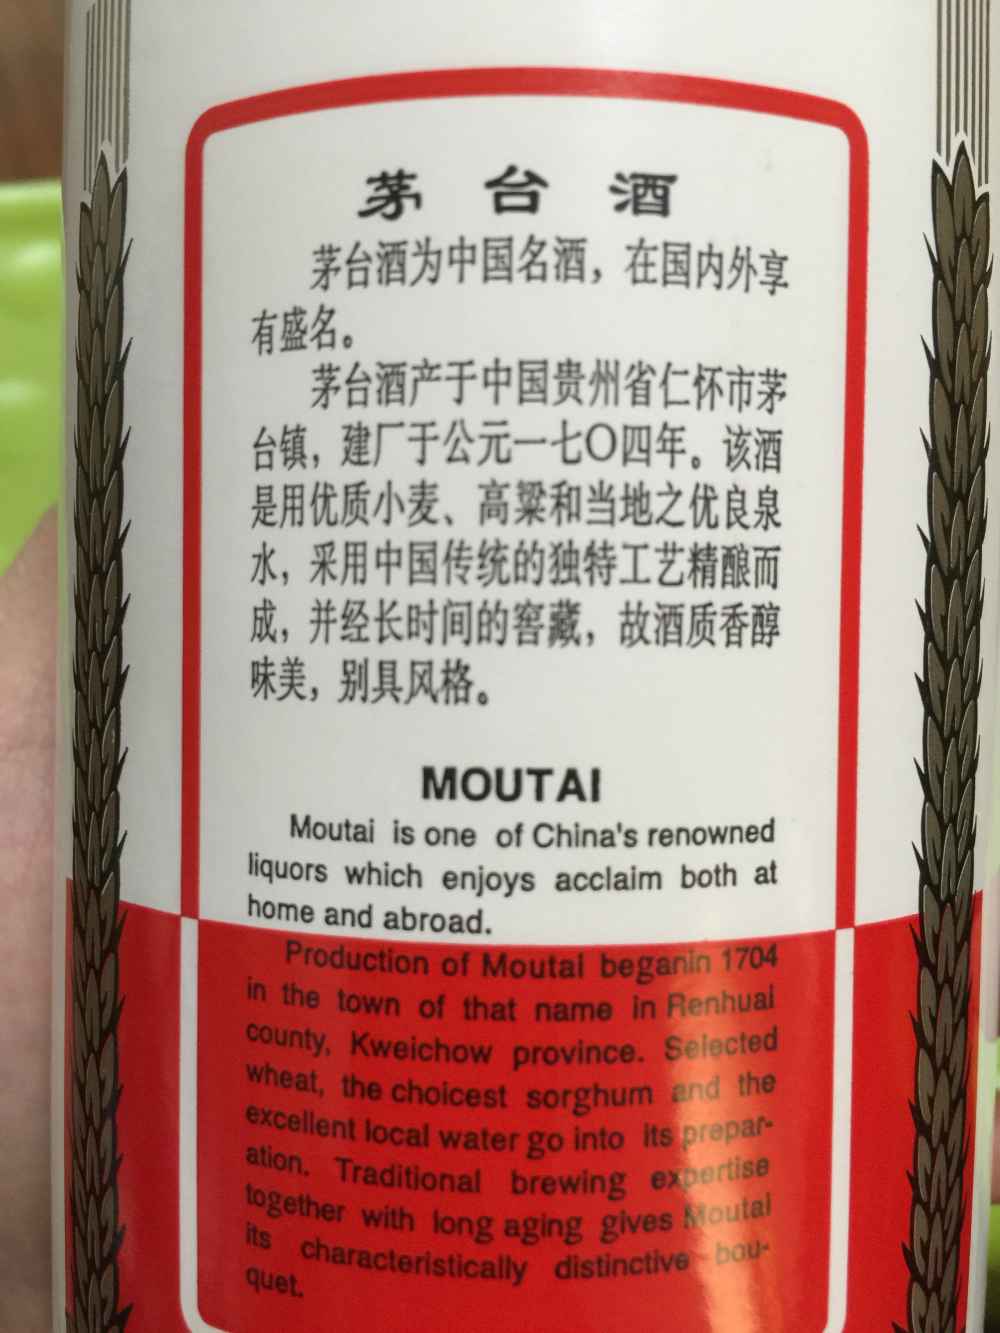 茅台酒
茅台酒为中国名酒，在国内外享
有盛名。
茅台酒产于中国贵州省仁怀市茅
台镇，建厂于公元一七〇四年。该酒
是用优质小麦、高粱和当地之优良泉
水，采用中国传统的独特工艺精酿而
成，并经长时间的窖藏，故酒质香醇
味美，别具风格。
MOUTAI
Moutai is one of China's renowned
liquors which enjoys acclaim both at
home and abroad.
Production of Moutai beganin 1704
in the town of that name in Renhuai
county, Kweichow province. Selected
wheat, the choicest sorghum and the
excellent local water go into its prepar-
ation. Traditional brewing expertise
together with long aging gives Moutai
its characteristically distinctive bou-
quet.